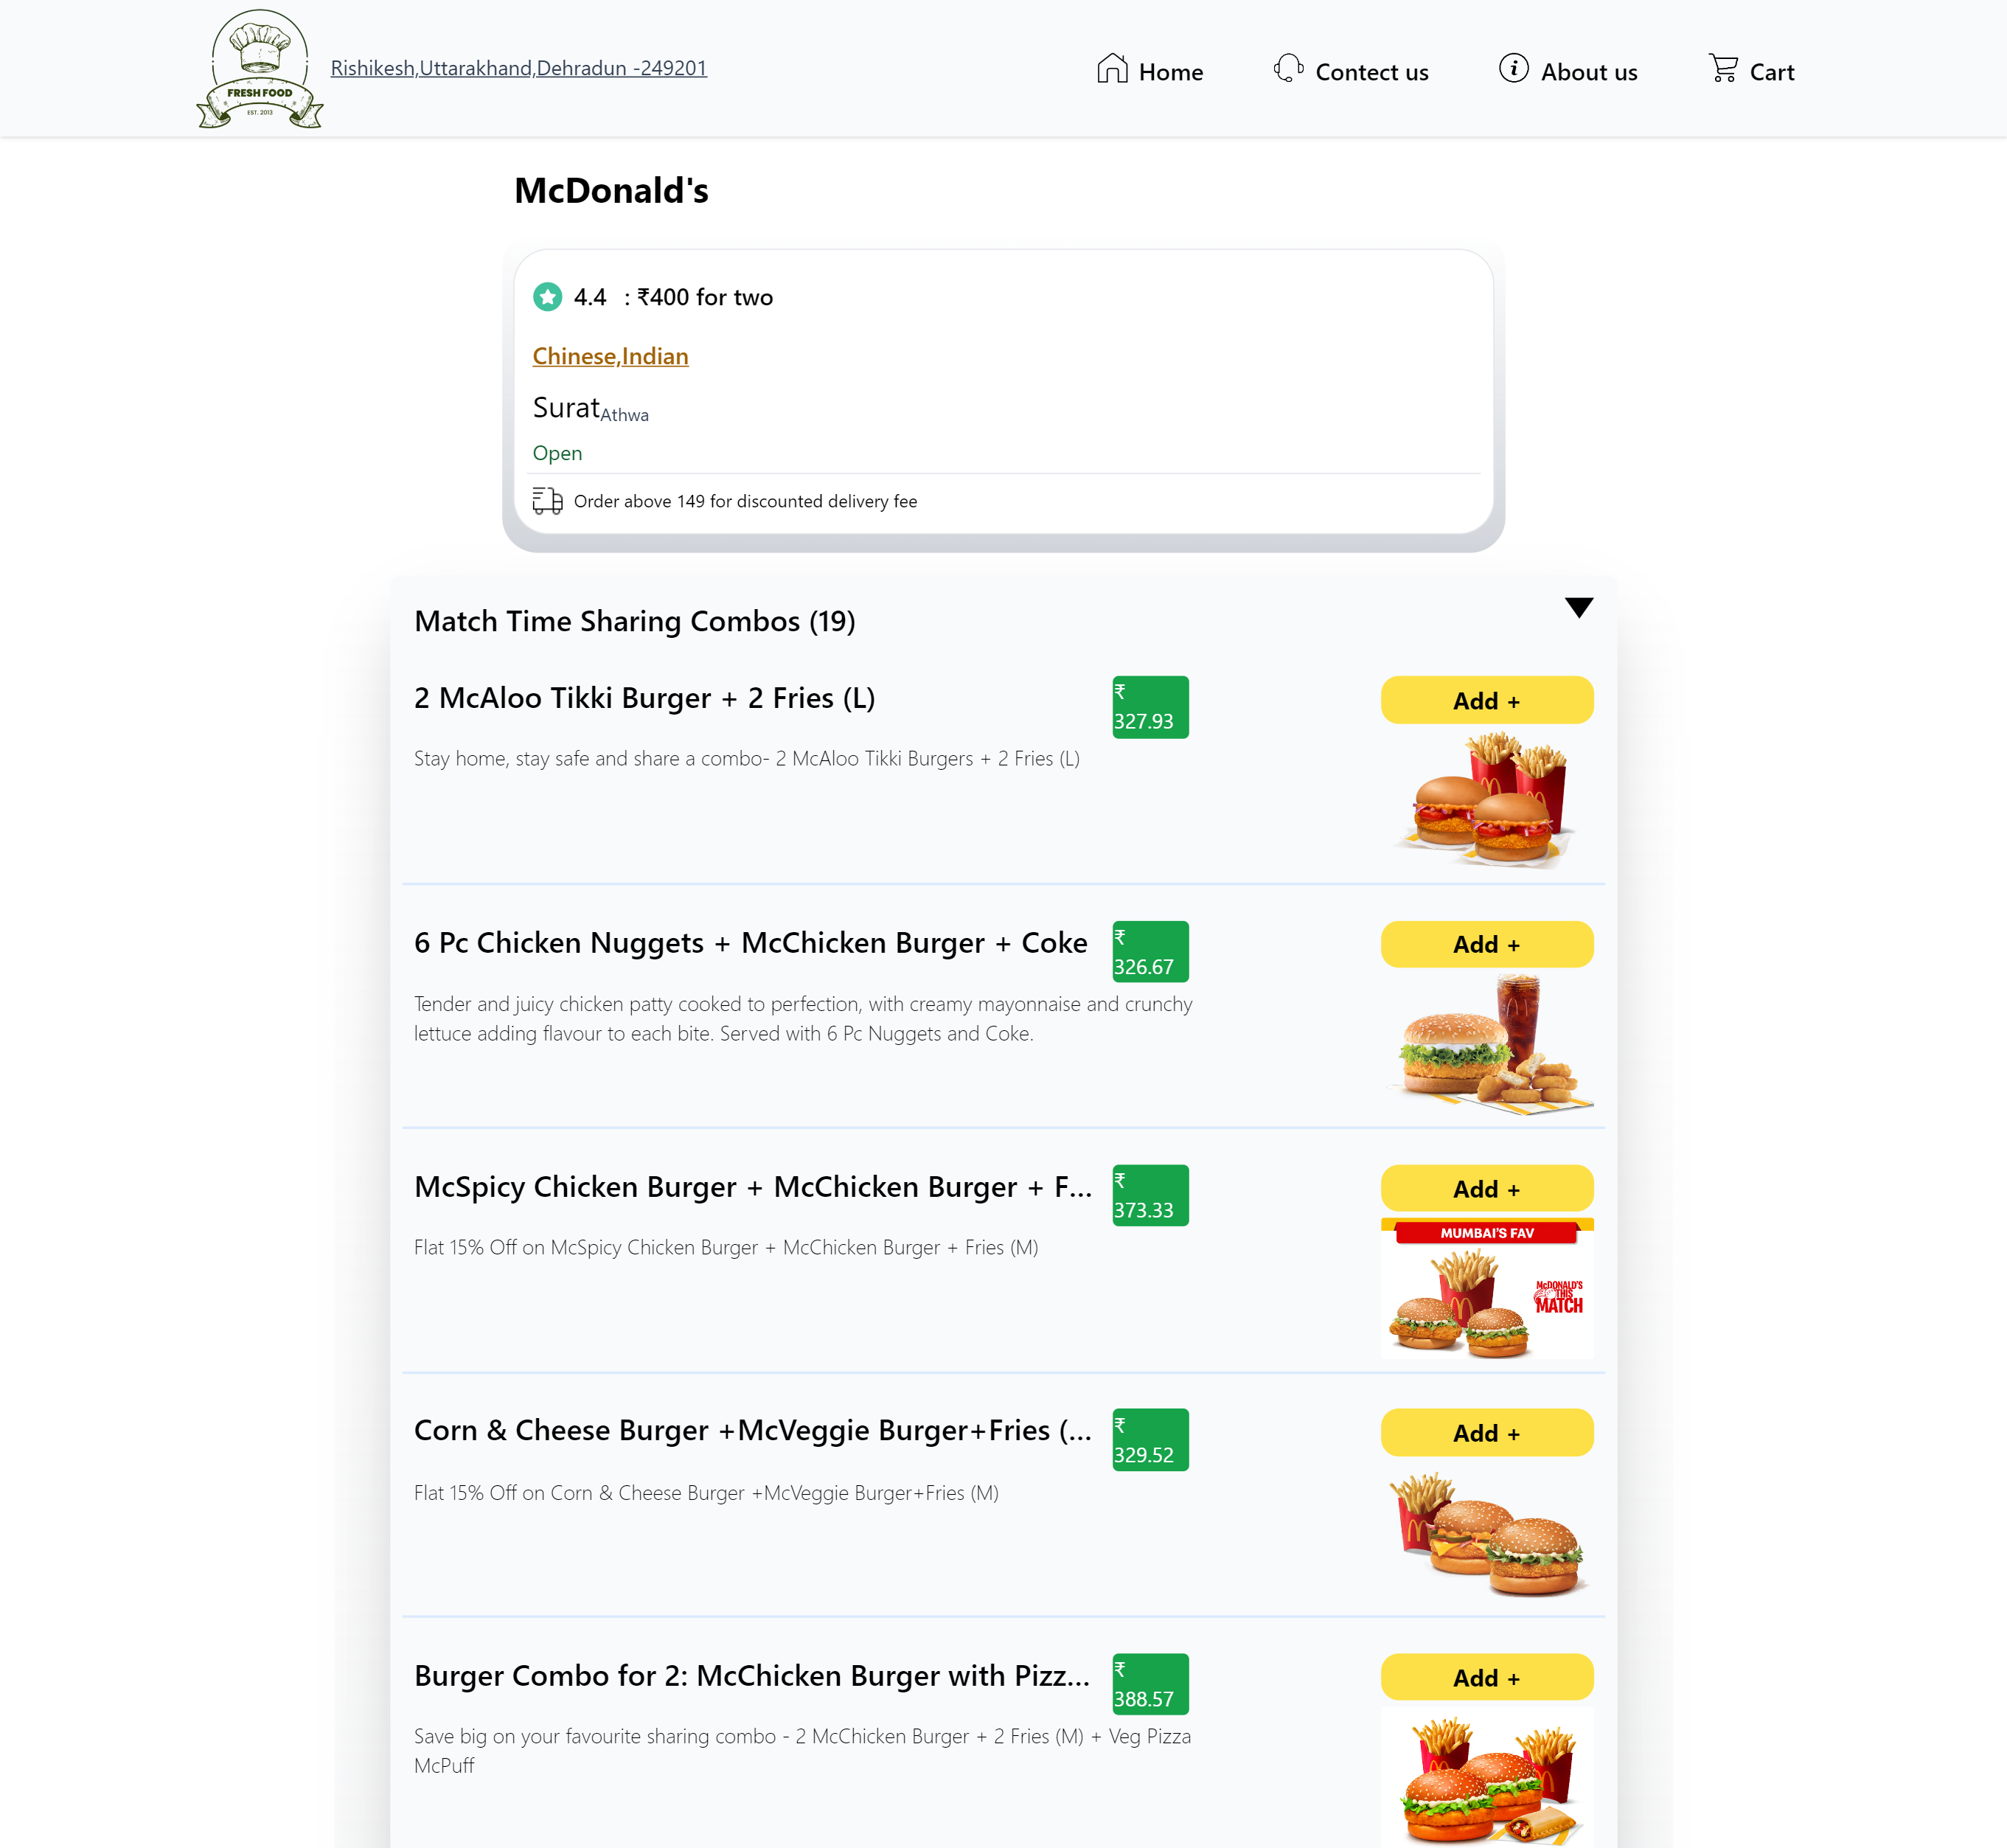 FRESH FOOD
EST. 2013
Rishikesh,Uttarakhand,Dehradun -249201
Home
Contect us
About us
Cart
McDonald's
4.4 : ₹400 for two
Chinese,Indian
Surat Athwa
Open
Order above 149 for discounted delivery fee
Match Time Sharing Combos (19)
2 McAloo Tikki Burger + 2 Fries (L)
₹
327.93
Add +
Stay home, stay safe and share a combo- 2 McAloo Tikki Burgers + 2 Fries (L)
6 Pc Chicken Nuggets + McChicken Burger + Coke
₹
326.67
Add +
Tender and juicy chicken patty cooked to perfection, with creamy mayonnaise and crunchy
lettuce adding flavour to each bite. Served with 6 Pc Nuggets and Coke.
McSpicy Chicken Burger + McChicken Burger + F...
₹
373.33
Add +
Flat 15% Off on McSpicy Chicken Burger + McChicken Burger + Fries (M)
MUMBAI'S FAV
McDONALD'S
THIS
MATCH
Corn & Cheese Burger +McVeggie Burger+Fries (...
₹
329.52
Add +
Flat 15% Off on Corn & Cheese Burger +McVeggie Burger+Fries (M)
Burger Combo for 2: McChicken Burger with Pizz...
₹
388.57
Add +
Save big on your favourite sharing combo - 2 McChicken Burger + 2 Fries (M) + Veg Pizza
McPuff